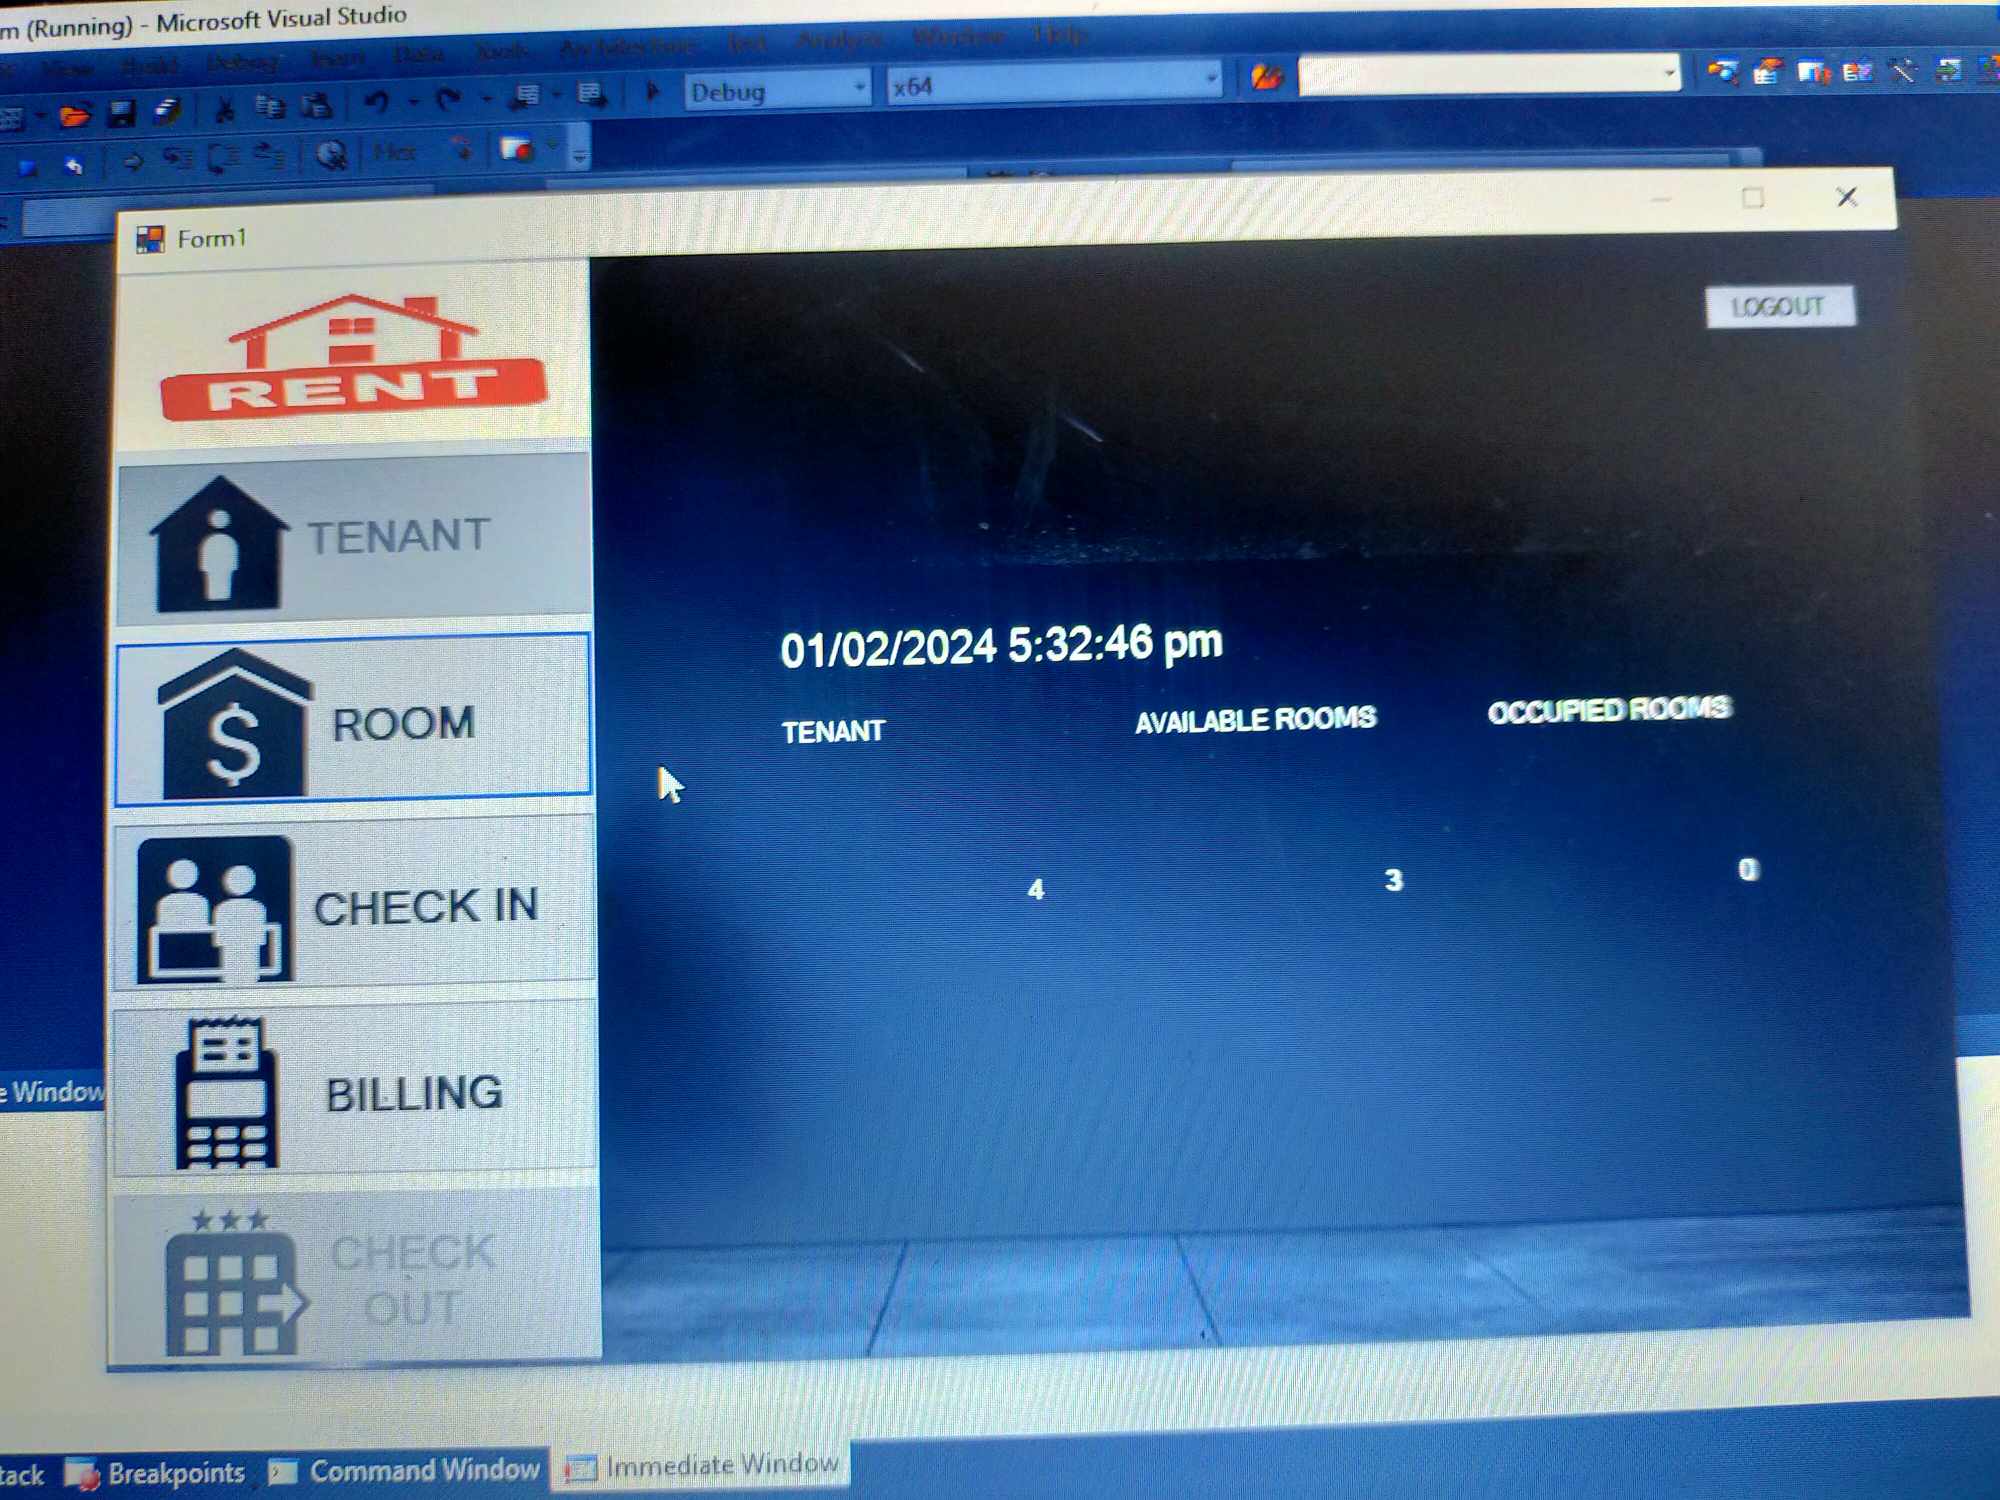 m (Running) - Microsoft Visual Studio
View Build Debug Team Data Tools Architecture Test Analyze Window Help
Debug x64
Hex
Form1
LOGOUT
RENT
TENANT
ROOM
CHECK IN
BILLING
CHECK OUT
01/02/2024 5:32:46 pm
TENANT AVAILABLE ROOMS OCCUPIED ROOMS
4 3 0
e Window
tack Breakpoints Command Window Immediate Window